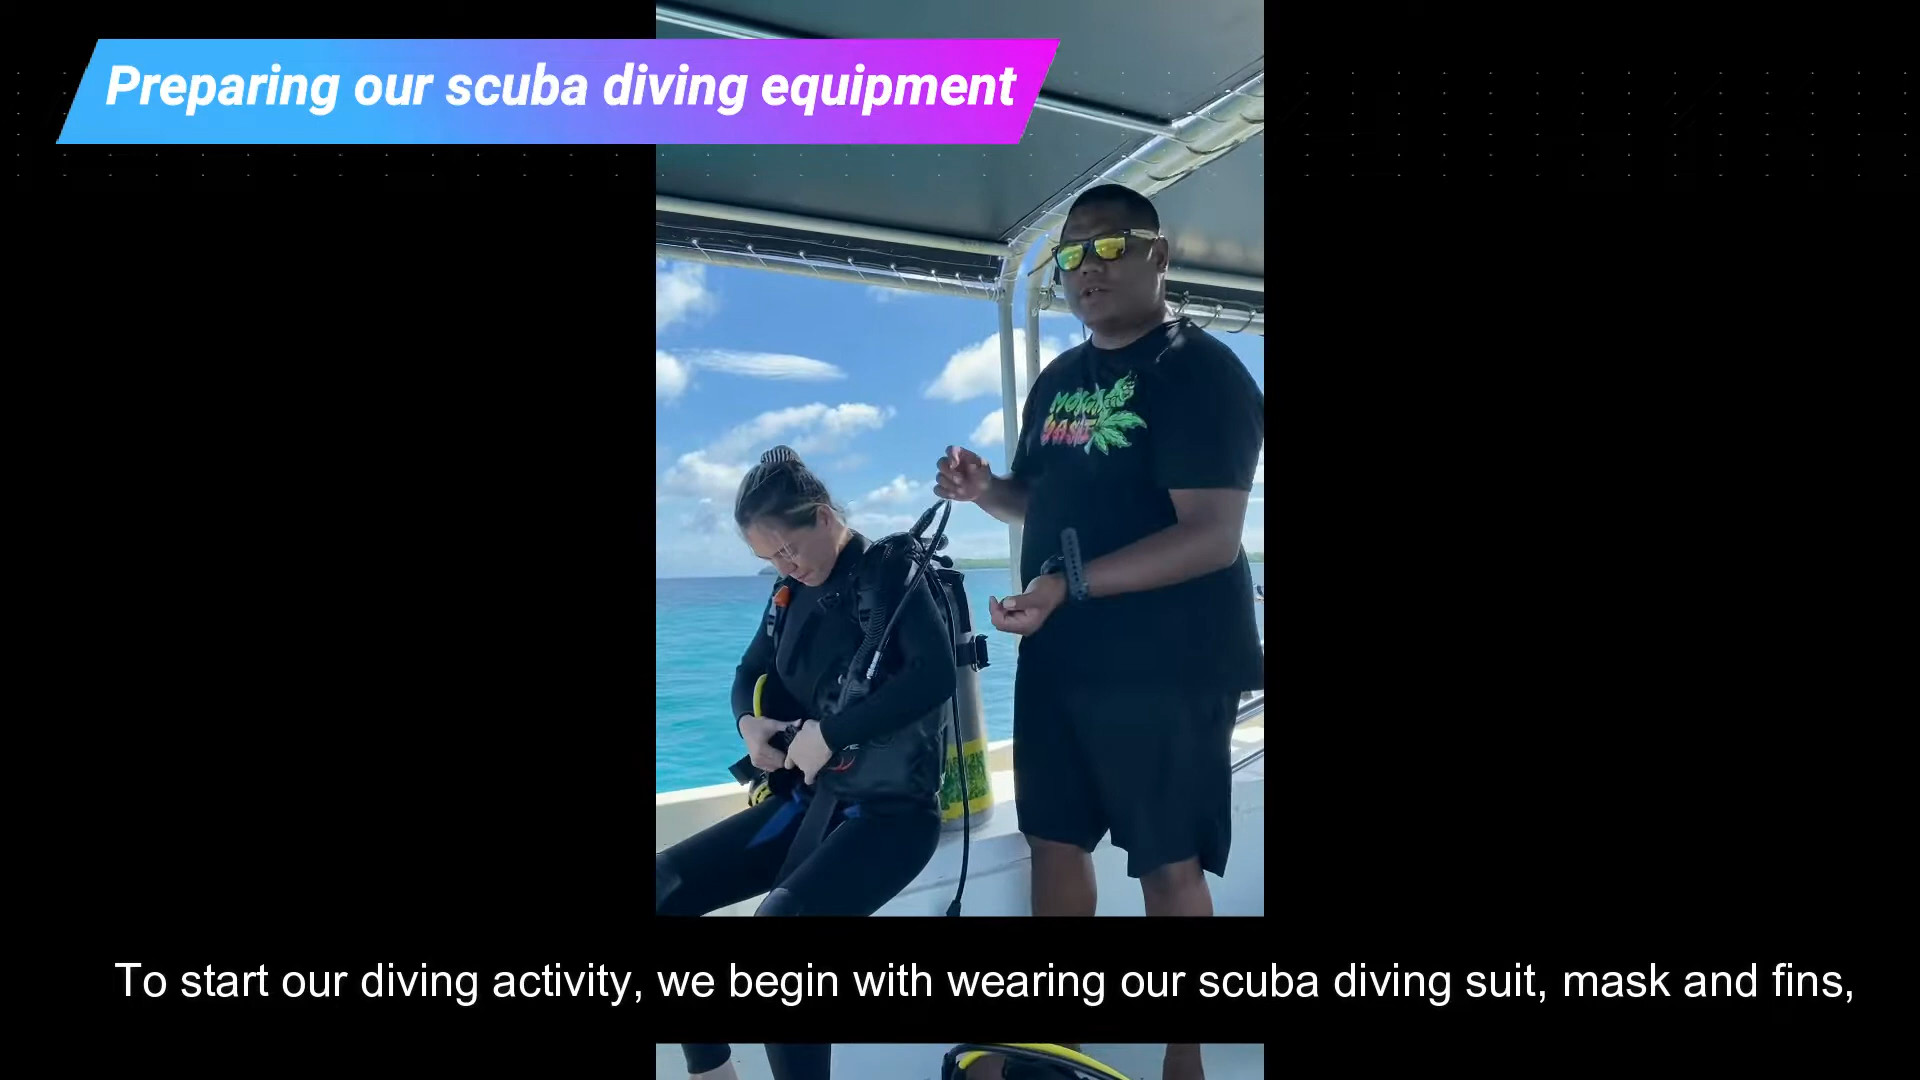 Preparing our scuba diving equipment
To start our diving activity, we begin with wearing our scuba diving suit, mask and fins,